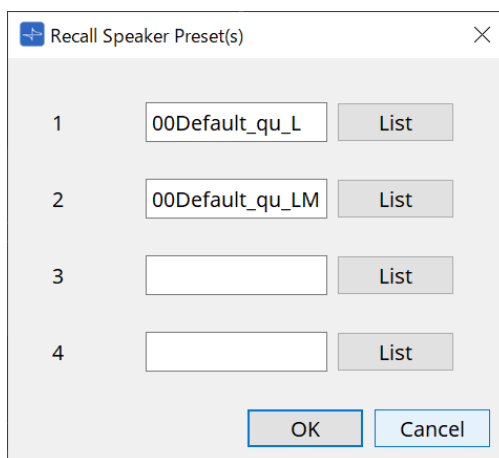 Recall Speaker Preset(s)
1 00Default_qu_L List
2 00Default_qu_LM List
3 List
4 List
OK Cancel